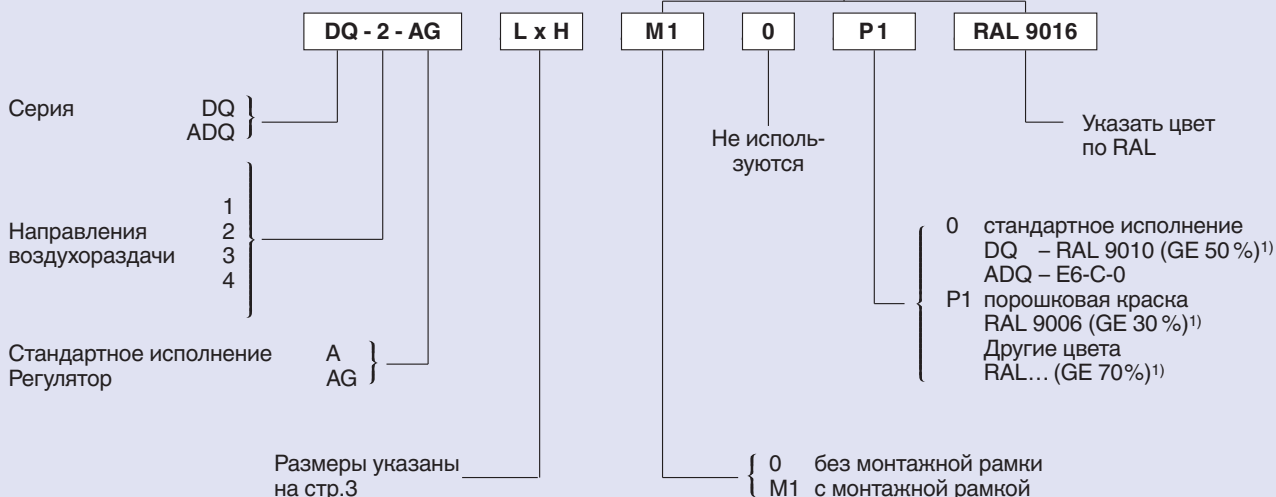 DQ - 2 - AG L x H M 1 0 P 1 RAL 9016
Серия DQ
ADQ
Не исполь-
зуются
Указать цвет
по RAL
Направления
воздухораздачи
1
2
3
4
0 стандартное исполнение
DQ – RAL 9010 (GE 50 %)1)
ADQ – E6-C-0
P1 порошковая краска
RAL 9006 (GE 30 %)1)
Другие цвета
RAL… (GE 70%)1)
Стандартное исполнение A
Регулятор AG
Размеры указаны
на стр.3
0 без монтажной рамки
M1 с монтажной рамкой